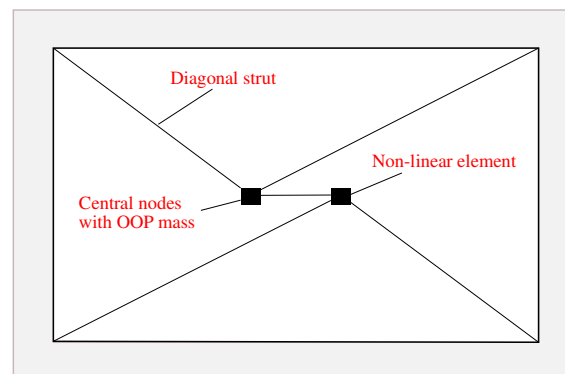 Diagonal strut
Non-linear element
Central nodes
with OOP mass